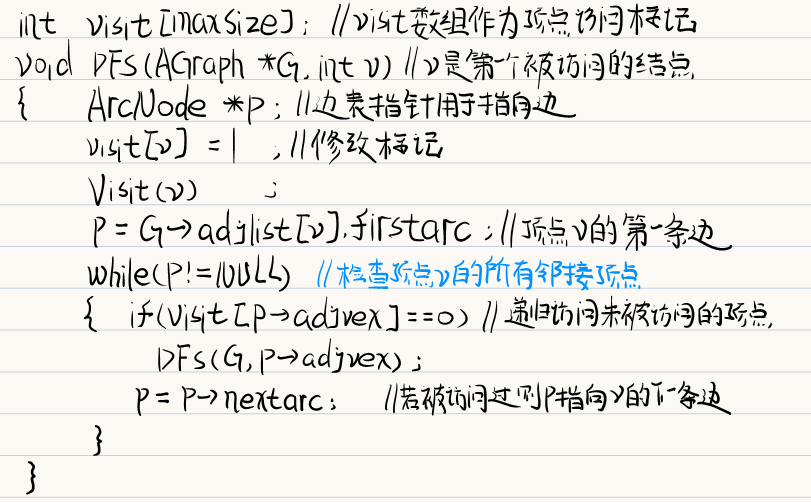 int visit[maxSize]; //visit数组作为顶点访问标记
void DFS(AGraph *G, int v) //v是第一个被访问的结点
{ ArcNode *p; //边表指针用于指向边
visit[v] = 1 ; //修改标记
Visit(v) ;
P = G→adjlist[v].firstarc; //顶点v的第一条边
while(P!=NULL) //检查顶点v的所有邻接顶点
{ if(visit[P→adjvex]==0) //递归访问未被访问的顶点,
DFS(G,p→adjvex);
p = P→nextarc; //若被访问过则P指向v的下一条边
}
}